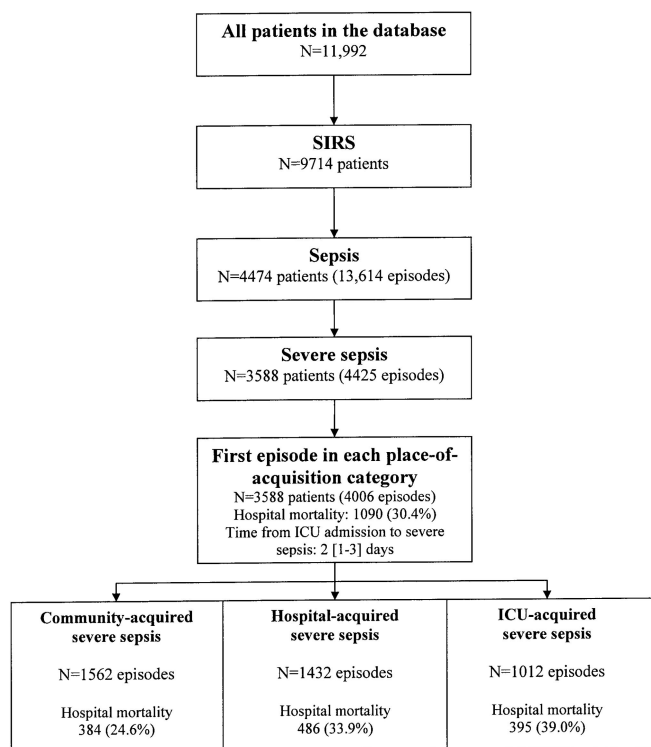 All patients in the database
N=11,992
SIRS
N=9714 patients
Sepsis
N=4474 patients (13,614 episodes)
Severe sepsis
N=3588 patients (4425 episodes)
First episode in each place-of-
acquisition category
N=3588 patients (4006 episodes)
Hospital mortality: 1090 (30.4%)
Time from ICU admission to severe
sepsis: 2 [1-3] days
Community-acquired
severe sepsis
N=1562 episodes
Hospital mortality
384 (24.6%)
Hospital-acquired
severe sepsis
N=1432 episodes
Hospital mortality
486 (33.9%)
ICU-acquired
severe sepsis
N=1012 episodes
Hospital mortality
395 (39.0%)